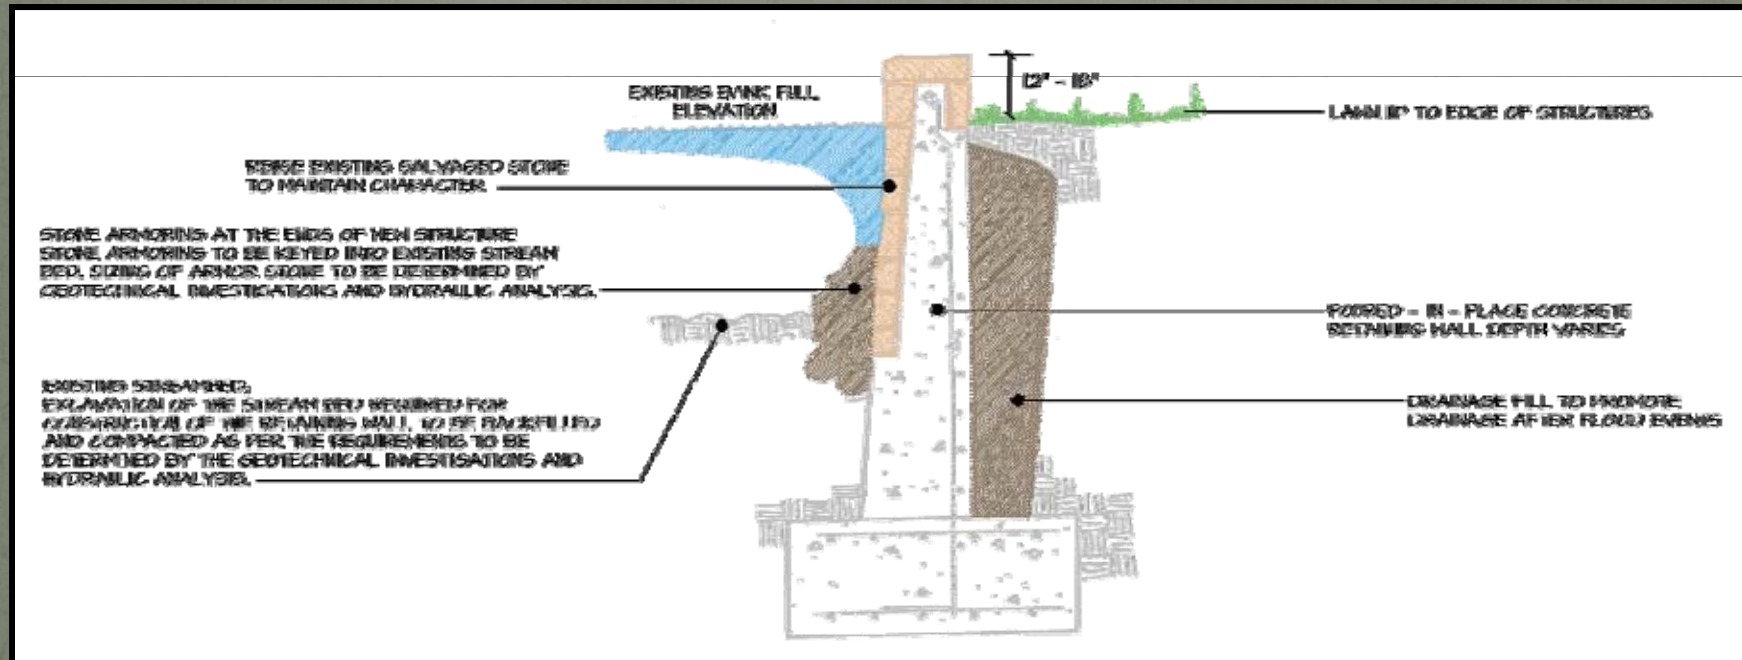 12" - 18"
EXISTING BANK FULL
ELEVATION
LAWN UP TO EDGE OF STRUCTURES
REUSE EXISTING SALVAGED STONE
TO MAINTAIN CHARACTER.
STONE ARMORING AT THE ENDS OF NEW STRUCTURE
STONE ARMORING TO BE KEYED INTO EXISTING STREAM
BED. SIZING OF ARMOR STONE TO BE DETERMINED BY
GEOTECHNICAL INVESTIGATIONS AND HYDRAULIC ANALYSIS.
POURED - IN - PLACE CONCRETE
RETAINING WALL DEPTH VARIES
EXISTING STREAMBED:
EXCAVATION OF THE STREAM BED REQUIRED FOR
CONSTRUCTION OF THE RETAINING WALL TO BE BACKFILLED
AND COMPACTED AS PER THE REQUIREMENTS TO BE
DETERMINED BY THE GEOTECHNICAL INVESTIGATIONS AND
HYDRAULIC ANALYSIS.
DRAINAGE FILL TO PROMOTE
DRAINAGE AFTER FLOOD EVENTS